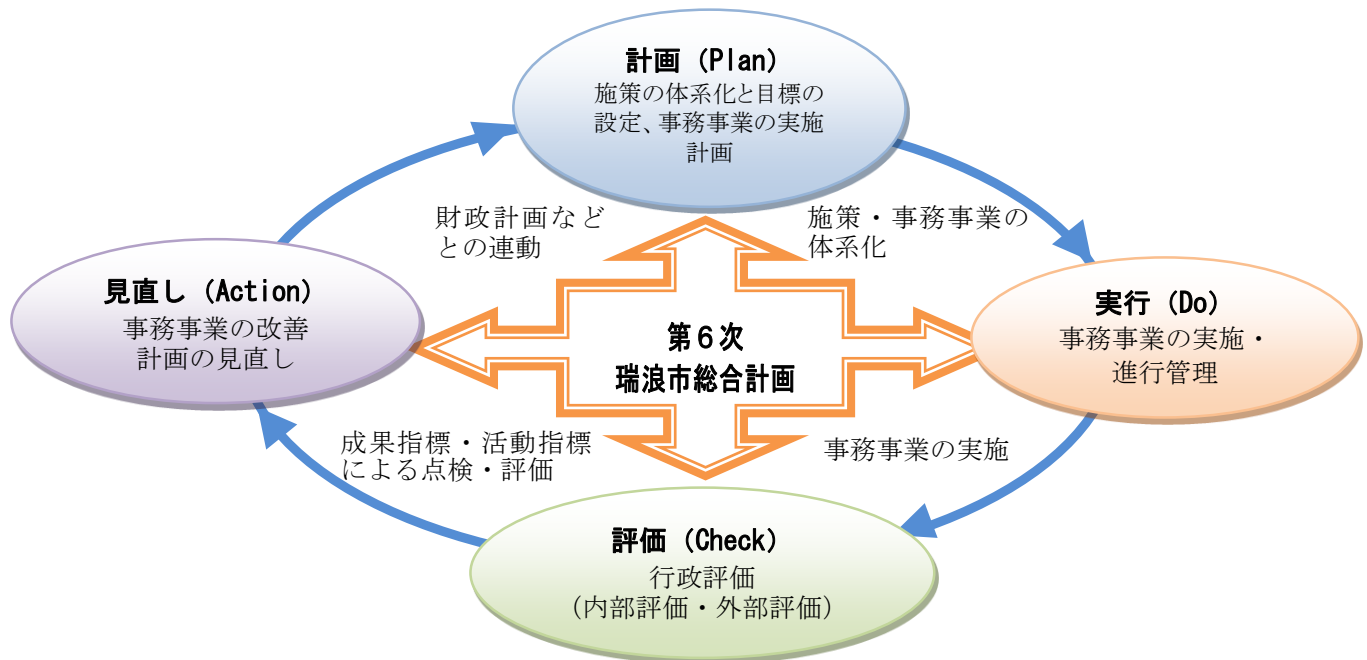 計画（Plan）
施策の体系化と目標の
設定、事務事業の実施
計画
財政計画など
との連動
施策・事務事業の
体系化
見直し（Action）
事務事業の改善
計画の見直し
第６次
瑞浪市総合計画
実行（Do）
事務事業の実施・
進行管理
成果指標・活動指標
による点検・評価
事務事業の実施
評価（Check）
行政評価
（内部評価・外部評価）